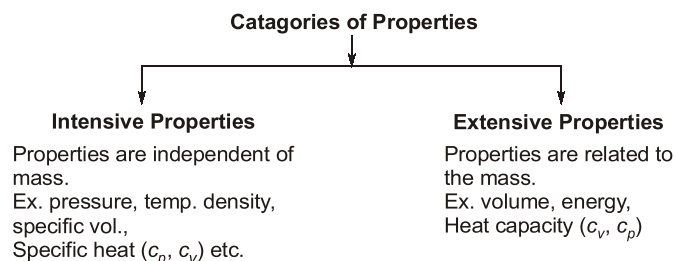 Catagories of Properties
Intensive Properties
Properties are independent of
mass.
Ex. pressure, temp. density,
specific vol.,
Specific heat (cp, cv) etc.
Extensive Properties
Properties are related to
the mass.
Ex. volume, energy,
Heat capacity (cv, cp)